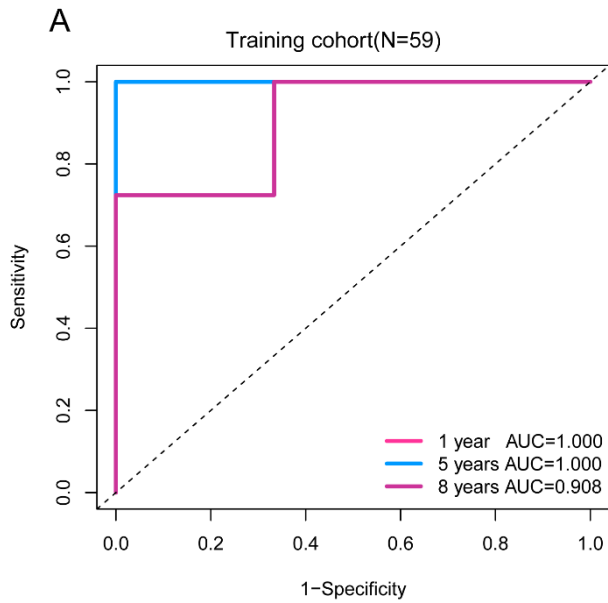 A
Training cohort(N=59)
1.0
0.8
0.6
0.4
0.2
0.0
Sensitivity
1 year AUC=1.000
5 years AUC=1.000
8 years AUC=0.908
0.0 0.2 0.4 0.6 0.8 1.0
1−Specificity